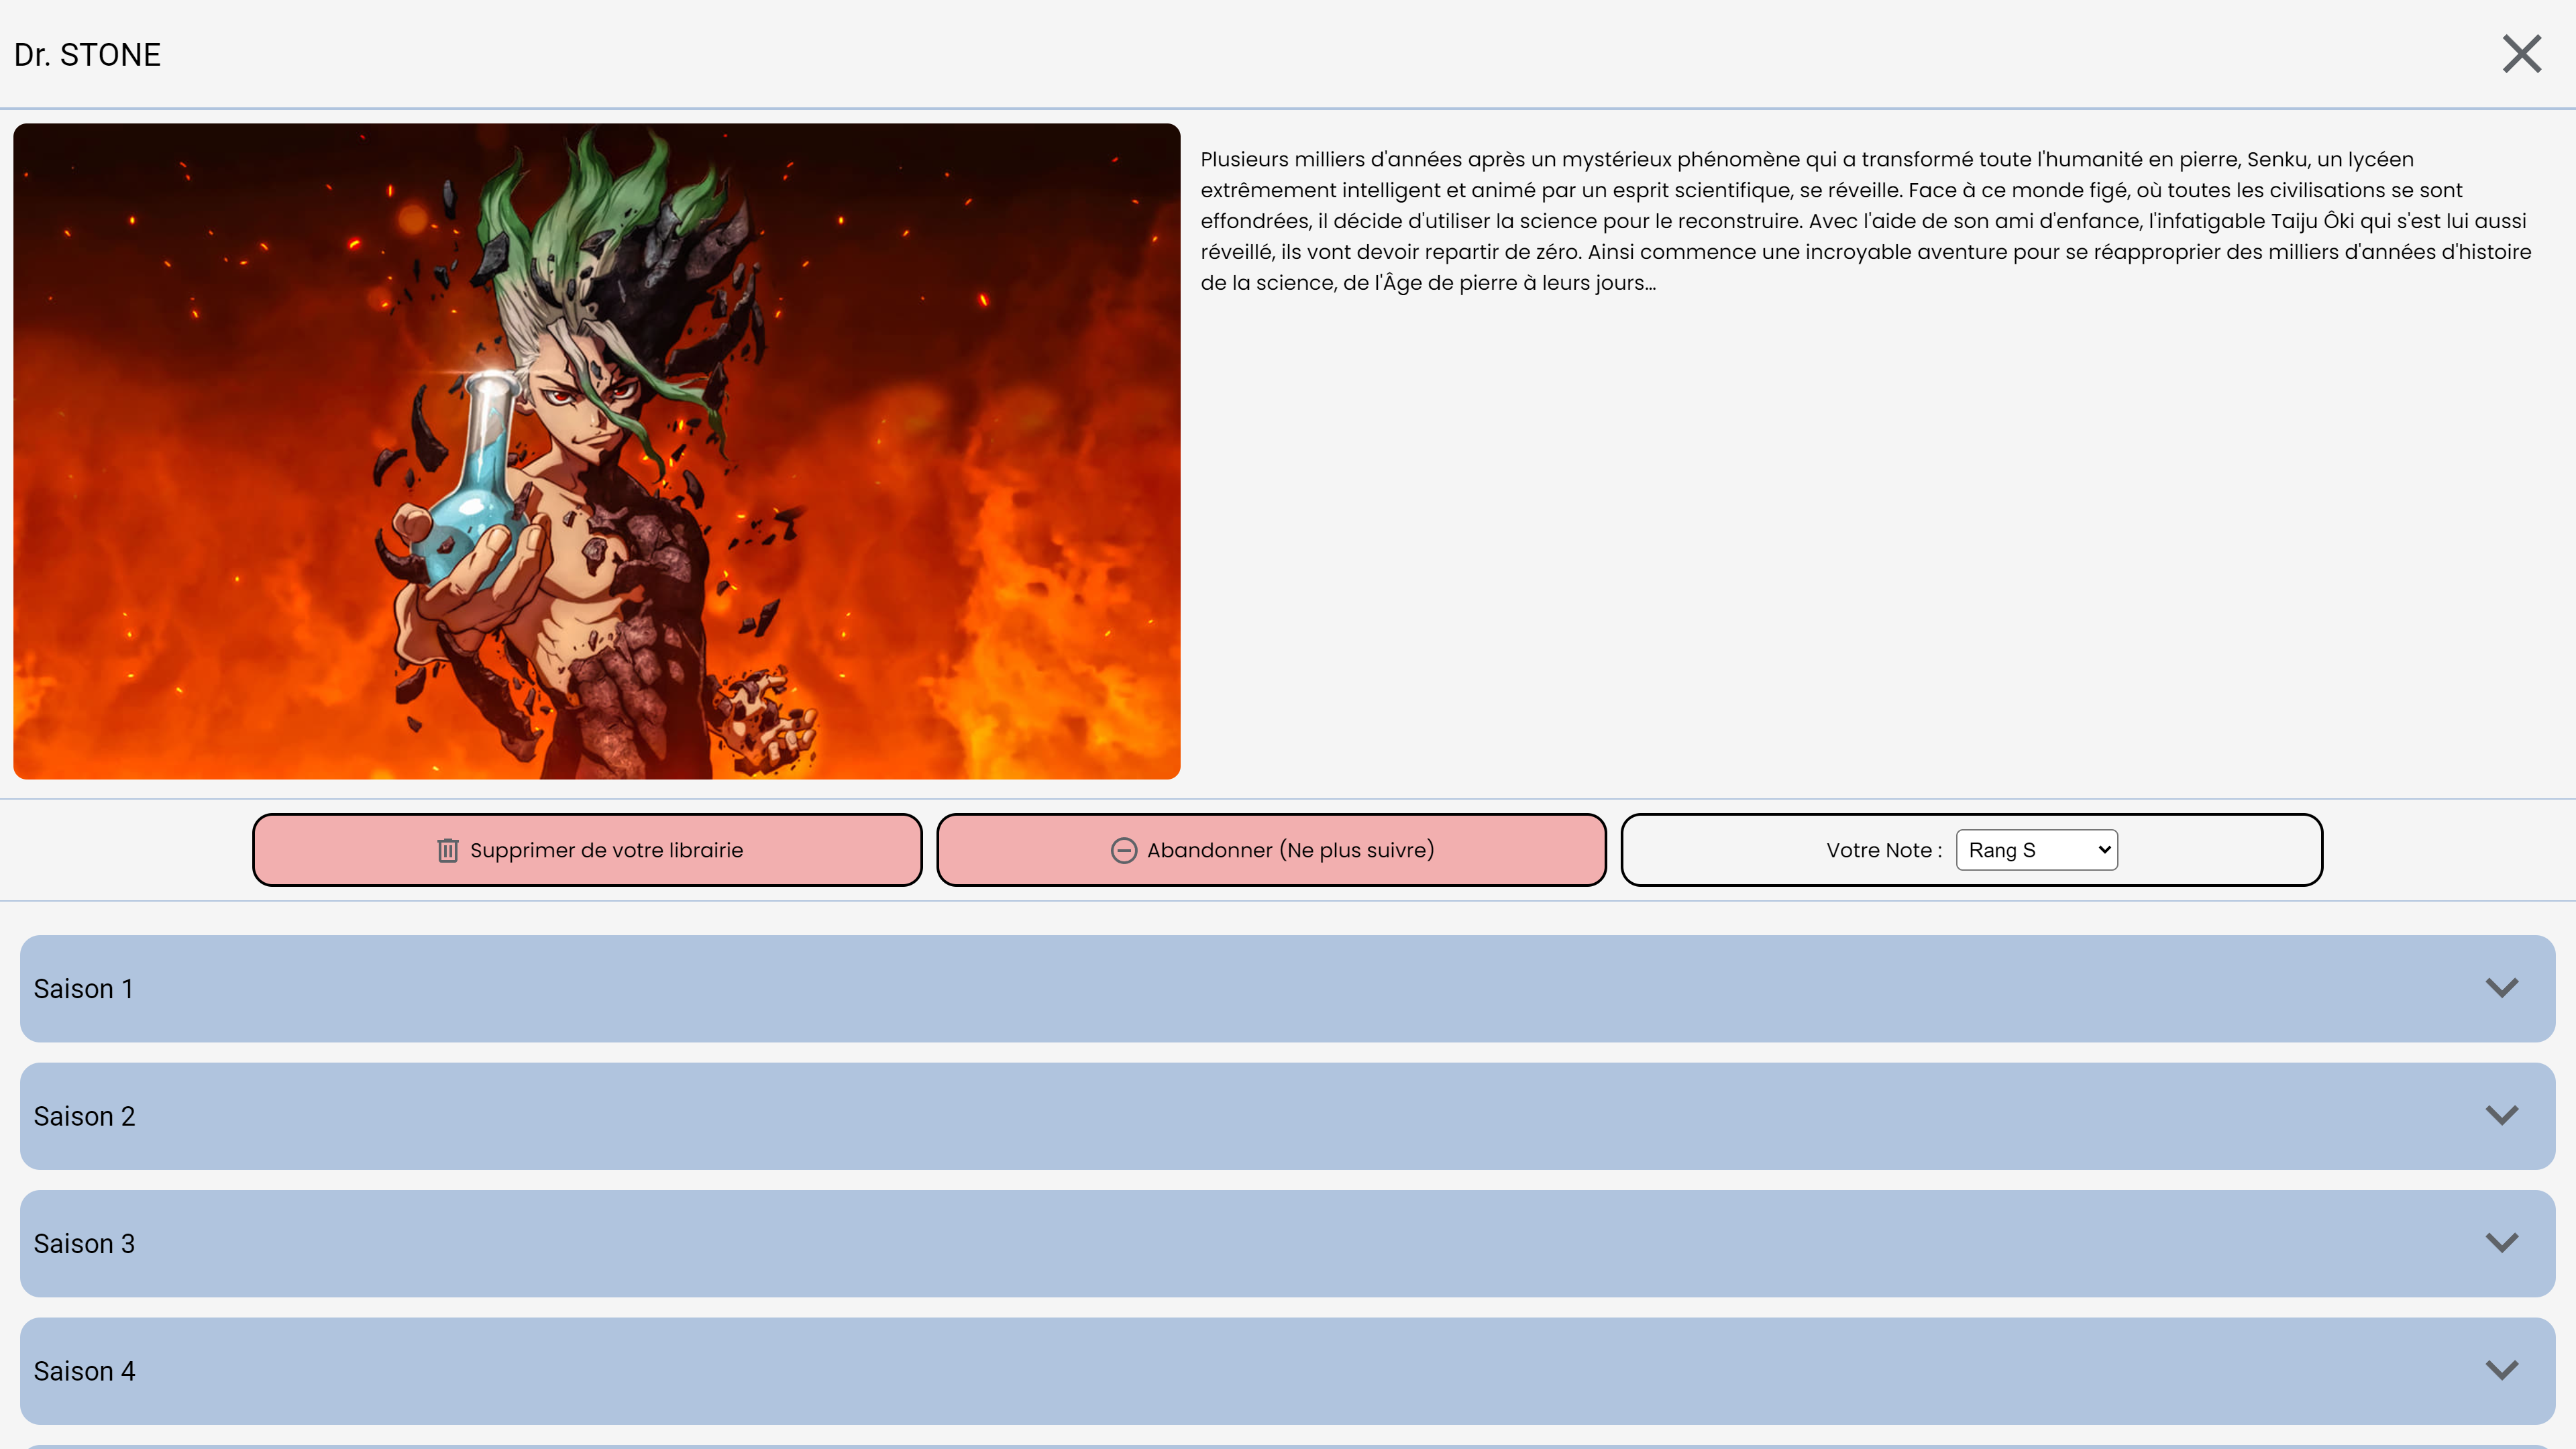 Dr. STONE
Plusieurs milliers d'années après un mystérieux phénomène qui a transformé toute l'humanité en pierre, Senku, un lycéen
extrêmement intelligent et animé par un esprit scientifique, se réveille. Face à ce monde figé, où toutes les civilisations se sont
effondrées, il décide d'utiliser la science pour le reconstruire. Avec l'aide de son ami d'enfance, l'infatigable Taiju Ôki qui s'est lui aussi
réveillé, ils vont devoir repartir de zéro. Ainsi commence une incroyable aventure pour se réapproprier des milliers d'années d'histoire
de la science, de l'Âge de pierre à leurs jours...
Supprimer de votre librairie
Abandonner (Ne plus suivre)
Votre Note : Rang S
Saison 1
Saison 2
Saison 3
Saison 4